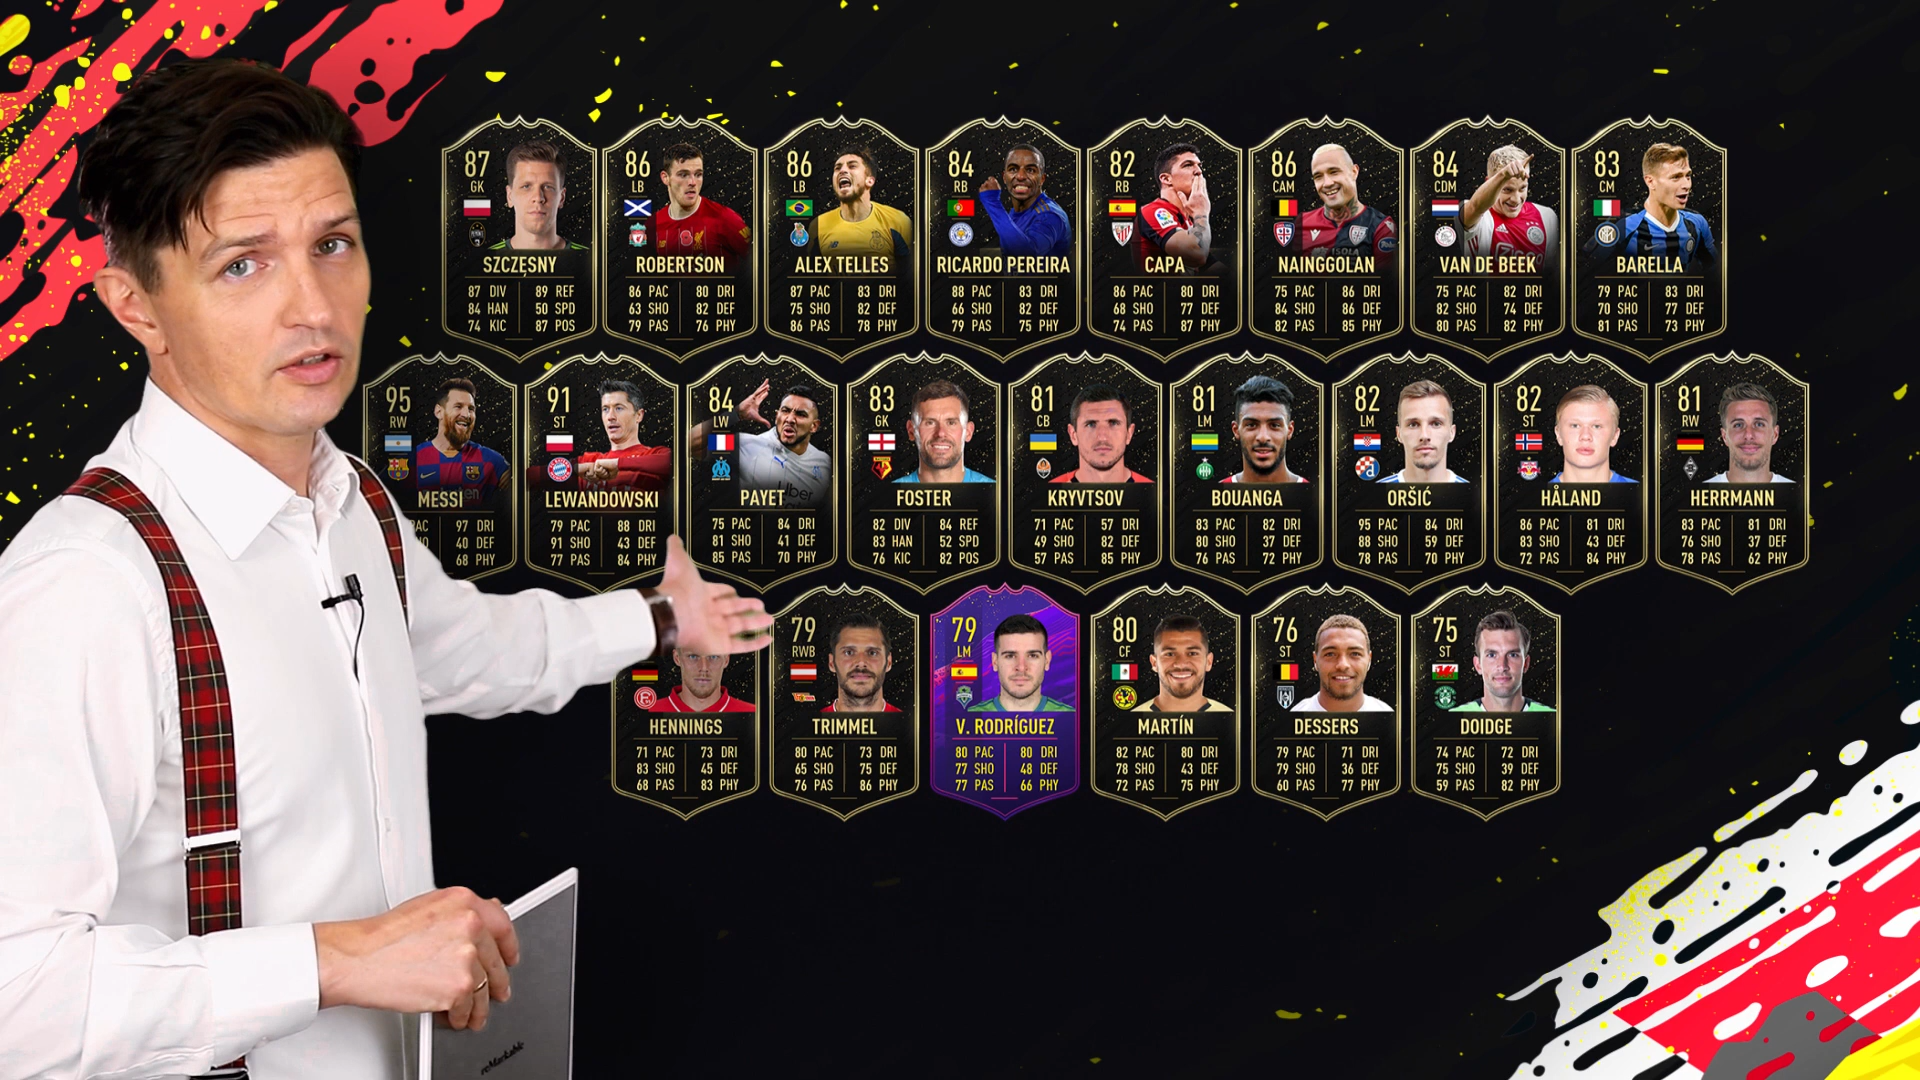 87 GK SZCZĘSNY
87 DIV 89 REF
84 HAN 50 SPD
74 KIC 87 POS
86 LB ROBERTSON
86 PAC 80 DRI
63 SHO 82 DEF
79 PAS 76 PHY
86 LB ALEX TELLES
87 PAC 83 DRI
75 SHO 82 DEF
86 PAS 78 PHY
84 RB RICARDO PEREIRA
88 PAC 83 DRI
66 SHO 82 DEF
79 PAS 75 PHY
82 RB CAPA
86 PAC 80 DRI
68 SHO 77 DEF
74 PAS 87 PHY
86 CAM NAINGGOLAN
75 PAC 86 DRI
84 SHO 86 DEF
82 PAS 85 PHY
84 CDM VAN DE BEEK
75 PAC 82 DRI
82 SHO 74 DEF
80 PAS 82 PHY
83 CM BARELLA
79 PAC 83 DRI
70 SHO 77 DEF
81 PAS 73 PHY
95 RW MESSI
97 DRI
40 DEF
68 PHY
91 ST LEWANDOWSKI
79 PAC 88 DRI
91 SHO 43 DEF
77 PAS 84 PHY
84 LW PAYET
75 PAC 84 DRI
81 SHO 41 DEF
85 PAS 70 PHY
83 GK FOSTER
82 DIV 84 REF
83 HAN 52 SPD
76 KIC 82 POS
81 CB KRYVTSOV
71 PAC 57 DRI
49 SHO 82 DEF
57 PAS 85 PHY
81 LM BOUANGA
83 PAC 82 DRI
80 SHO 37 DEF
76 PAS 72 PHY
82 LM ORŠIĆ
95 PAC 84 DRI
88 SHO 59 DEF
78 PAS 70 PHY
82 ST HÅLAND
86 PAC 81 DRI
83 SHO 43 DEF
72 PAS 84 PHY
81 RW HERRMANN
83 PAC 81 DRI
76 SHO 37 DEF
78 PAS 62 PHY
HENNINGS
71 PAC 73 DRI
83 SHO 45 DEF
68 PAS 83 PHY
79 RWB TRIMMEL
80 PAC 73 DRI
65 SHO 75 DEF
76 PAS 86 PHY
79 LM V. RODRÍGUEZ
80 PAC 80 DRI
77 SHO 48 DEF
77 PAS 66 PHY
80 CF MARTÍN
82 PAC 80 DRI
78 SHO 43 DEF
72 PAS 75 PHY
76 ST DESSERS
79 PAC 71 DRI
79 SHO 36 DEF
60 PAS 77 PHY
75 ST DOIDGE
74 PAC 72 DRI
75 SHO 39 DEF
59 PAS 82 PHY
reMarkable